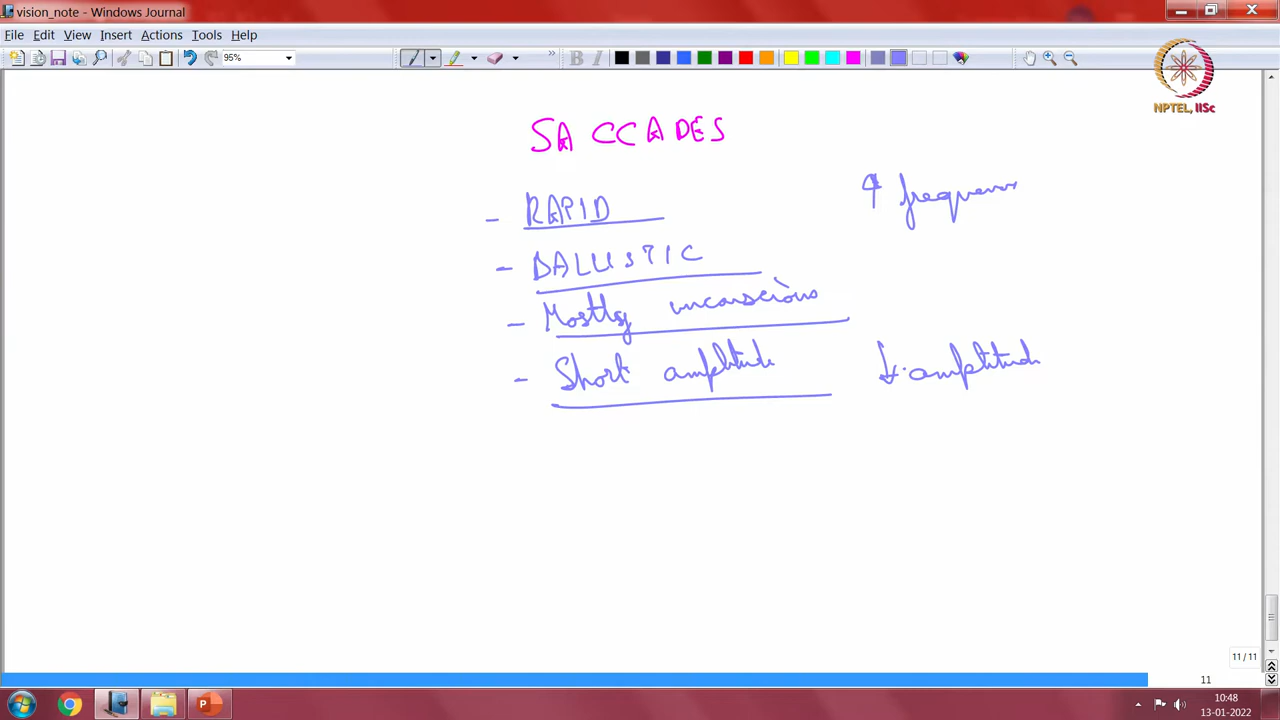 vision_note - Windows Journal
File Edit View Insert Actions Tools Help
95%
B I
NPTEL, IISc
SACCADES
- RAPID
↑ frequency
- BALLISTIC
- Mostly unconscious
- Short amplitude
↓ amplitude
11 / 11
11
10:48
13-01-2022